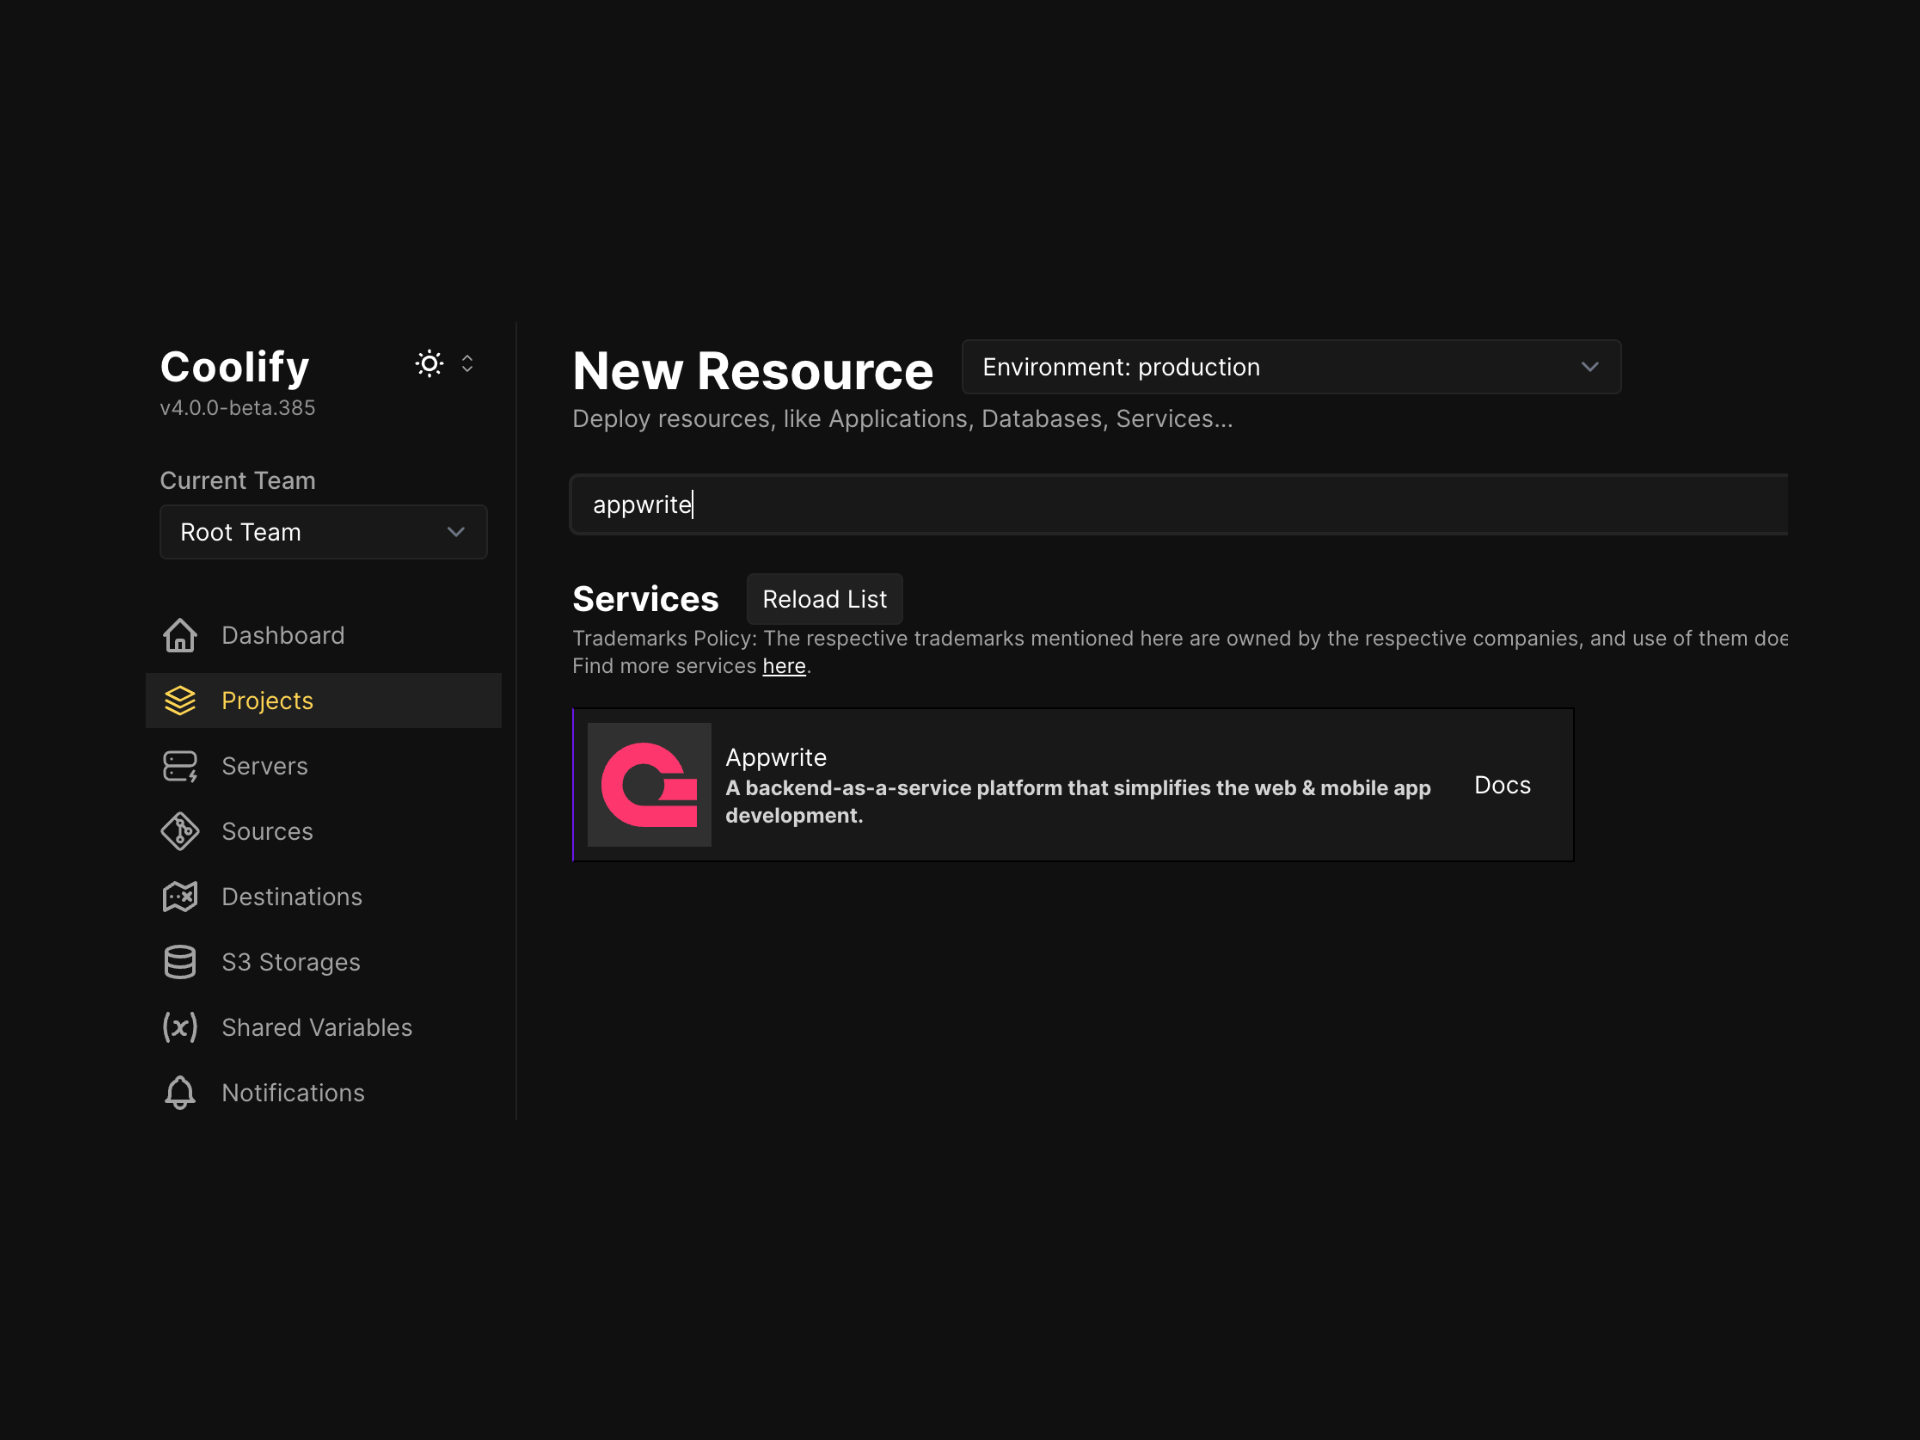 Coolify
v4.0.0-beta.385
Current Team
Root Team
Dashboard
Projects
Servers
Sources
Destinations
S3 Storages
Shared Variables
Notifications
New Resource
Environment: production
Deploy resources, like Applications, Databases, Services...
appwrite
Services
Reload List
Trademarks Policy: The respective trademarks mentioned here are owned by the respective companies, and use of them doe
Find more services here.
Appwrite
A backend-as-a-service platform that simplifies the web & mobile app
development.
Docs